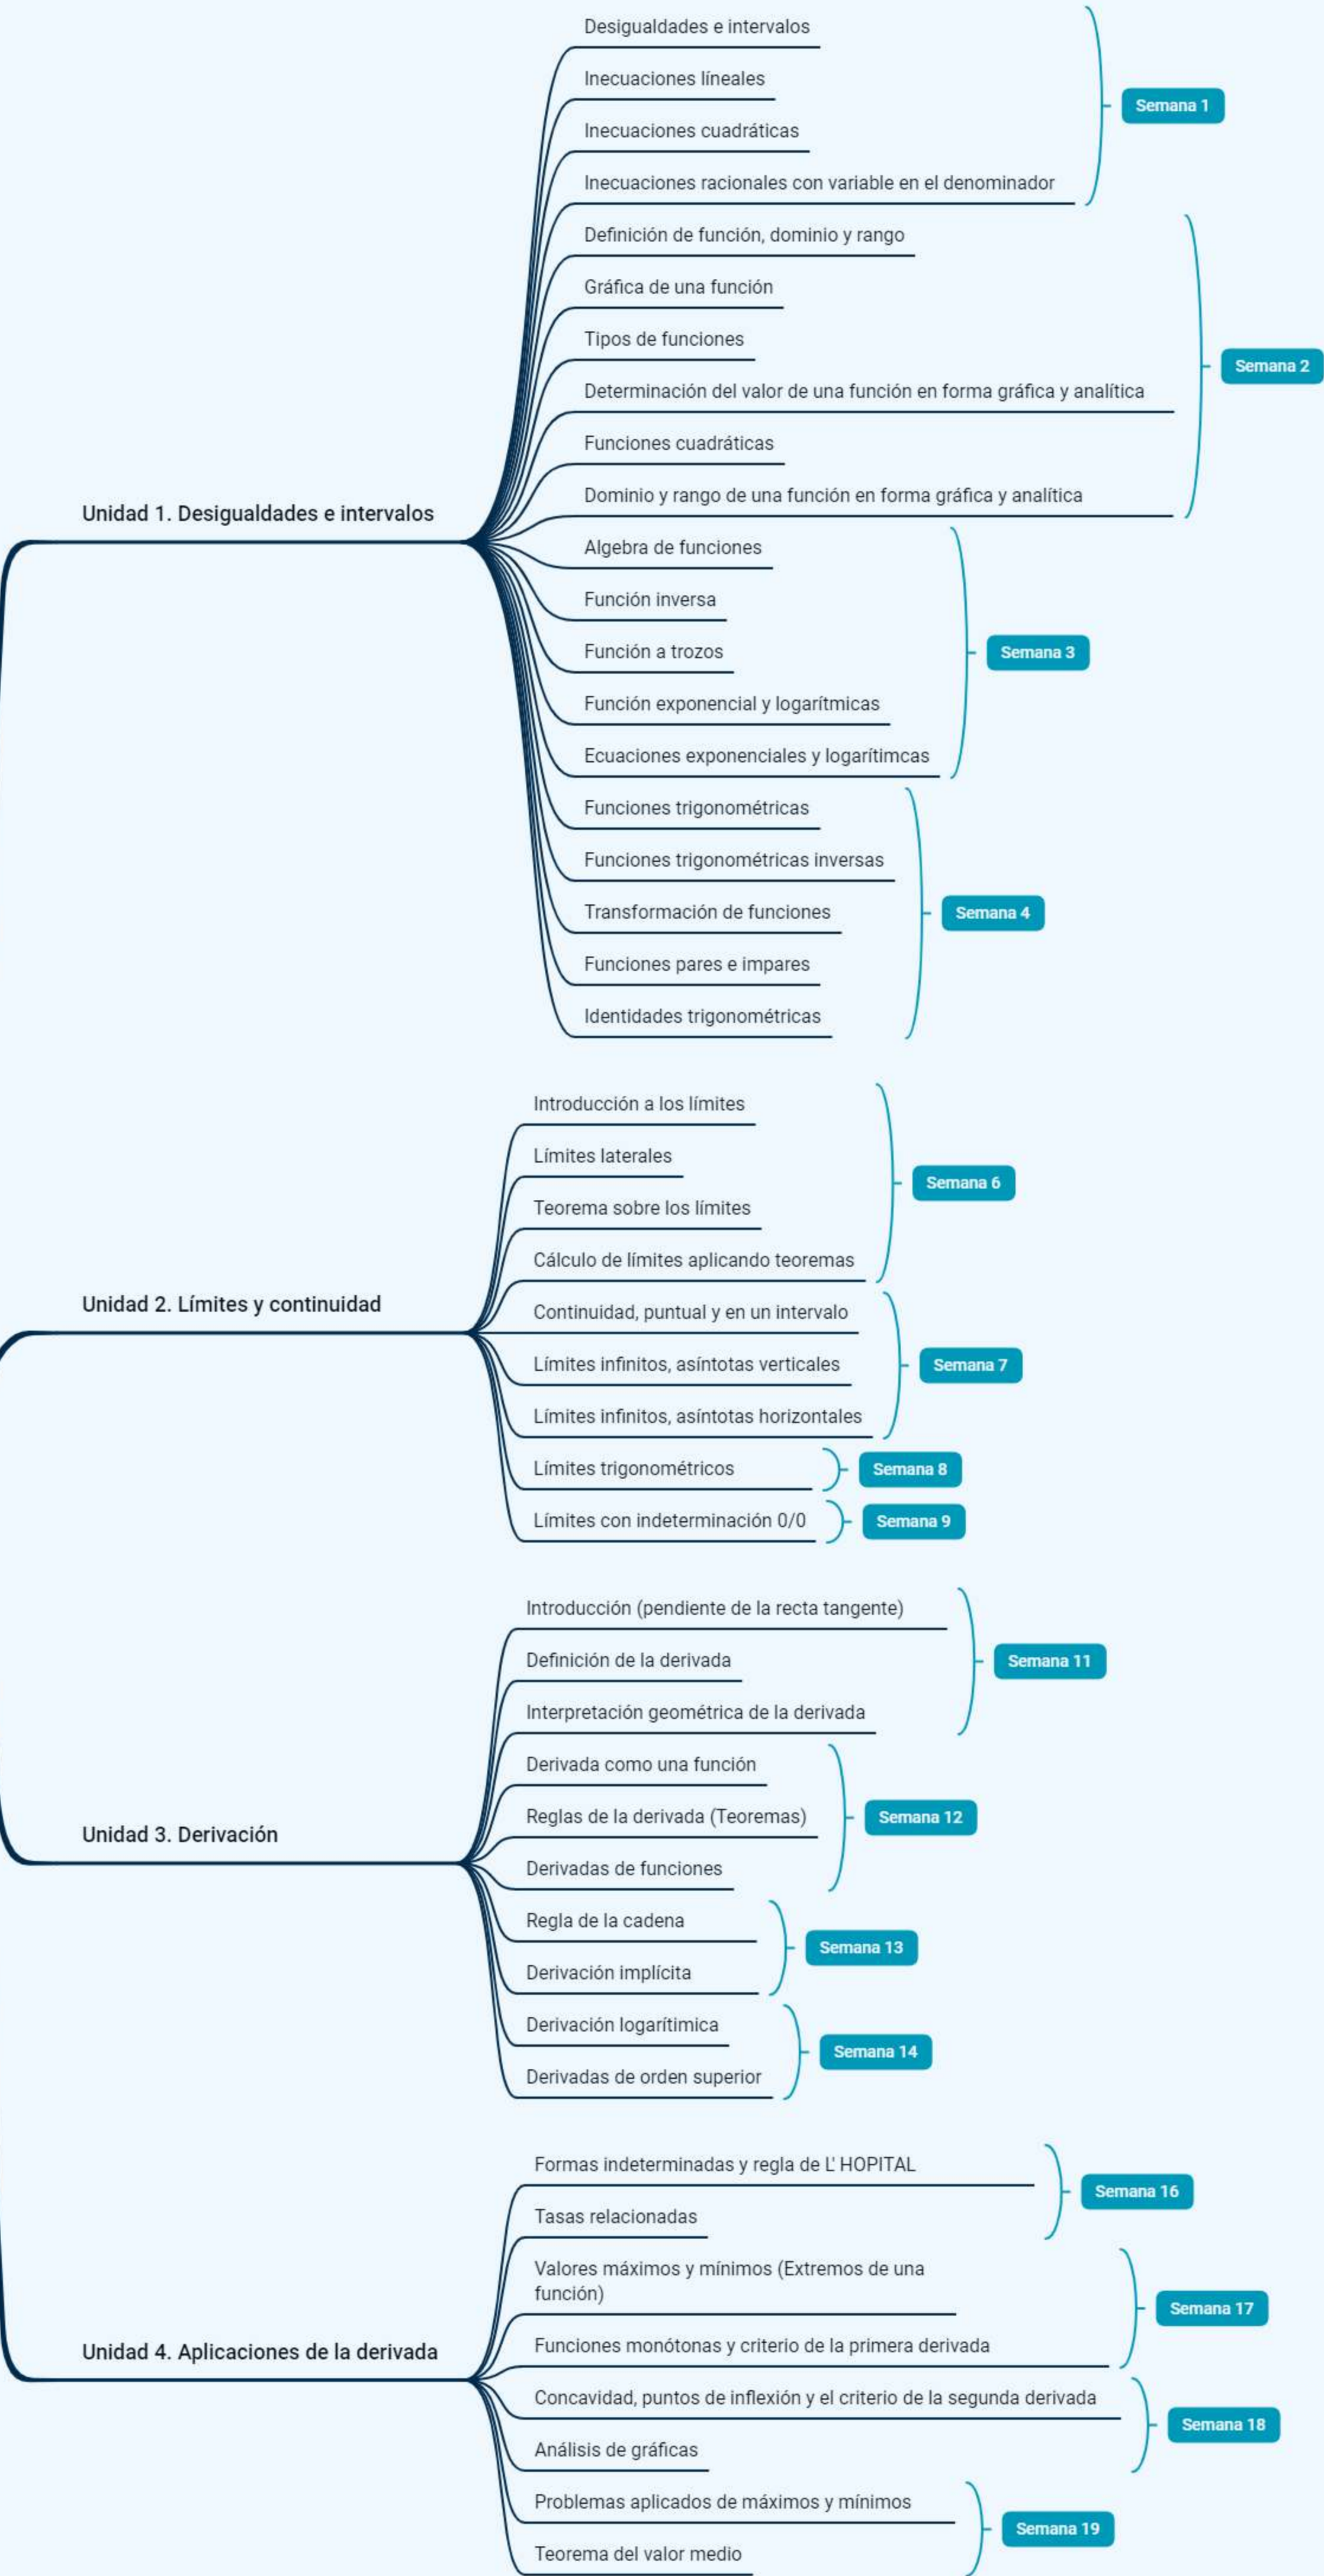 Unidad 1. Desigualdades e intervalos
Desigualdades e intervalos
Inecuaciones líneales
Inecuaciones cuadráticas
Inecuaciones racionales con variable en el denominador
Semana 1
Definición de función, dominio y rango
Gráfica de una función
Tipos de funciones
Determinación del valor de una función en forma gráfica y analítica
Funciones cuadráticas
Dominio y rango de una función en forma gráfica y analítica
Semana 2
Algebra de funciones
Función inversa
Función a trozos
Función exponencial y logarítmicas
Ecuaciones exponenciales y logarítimcas
Semana 3
Funciones trigonométricas
Funciones trigonométricas inversas
Transformación de funciones
Funciones pares e impares
Identidades trigonométricas
Semana 4
Unidad 2. Límites y continuidad
Introducción a los límites
Límites laterales
Teorema sobre los límites
Cálculo de límites aplicando teoremas
Semana 6
Continuidad, puntual y en un intervalo
Límites infinitos, asíntotas verticales
Límites infinitos, asíntotas horizontales
Semana 7
Límites trigonométricos
Semana 8
Límites con indeterminación 0/0
Semana 9
Unidad 3. Derivación
Introducción (pendiente de la recta tangente)
Definición de la derivada
Interpretación geométrica de la derivada
Semana 11
Derivada como una función
Reglas de la derivada (Teoremas)
Derivadas de funciones
Semana 12
Regla de la cadena
Derivación implícita
Semana 13
Derivación logarítimica
Derivadas de orden superior
Semana 14
Unidad 4. Aplicaciones de la derivada
Formas indeterminadas y regla de L' HOPITAL
Tasas relacionadas
Semana 16
Valores máximos y mínimos (Extremos de una
función)
Funciones monótonas y criterio de la primera derivada
Semana 17
Concavidad, puntos de inflexión y el criterio de la segunda derivada
Análisis de gráficas
Semana 18
Problemas aplicados de máximos y mínimos
Teorema del valor medio
Semana 19